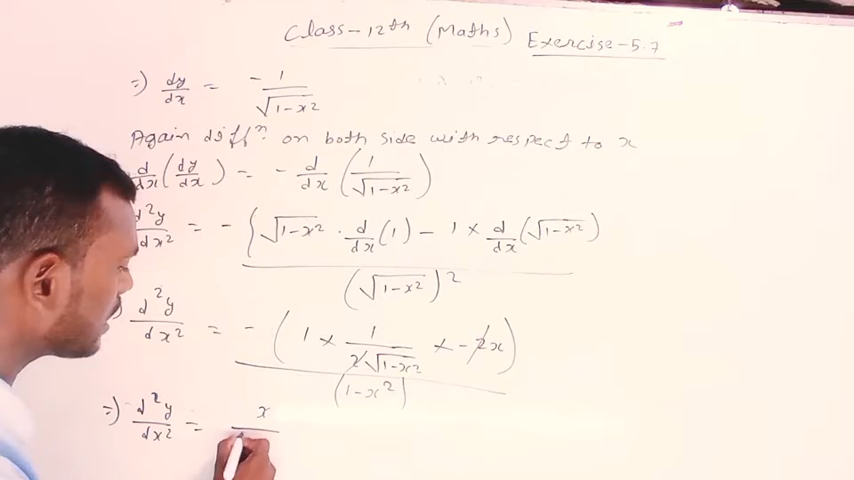 Class-12th (Maths) Exercise-5.7
=) dy/dx = -1/√(1-x²)
Again diffⁿ. on both side with respect to x
d/dx (dy/dx) = - d/dx (1/√(1-x²))
d²y/dx² = - {√(1-x²) · d/dx (1) - 1 × d/dx (√(1-x²))
(√(1-x²))²
d²y/dx² = - (1 × 1/2√(1-x²) × -2x)
(1-x²)
=) d²y/dx² = x